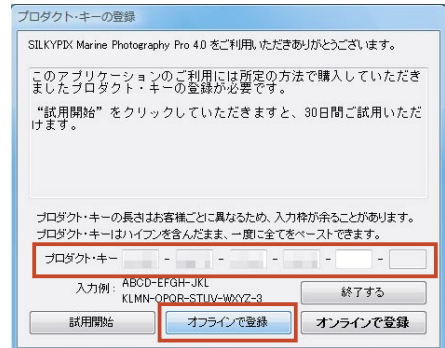 プロダクト・キーの登録
SILKYPIX Marine Photography Pro 4.0 をご利用いただきありがとうございます。
このアプリケーションのご利用には所定の方法で購入していただき
ましたプロダクト・キーの登録が必要です。
“試用開始”をクリックしていただきますと、30日間ご試用いただ
けます。
プロダクト・キーの長さはお客様ごとに異なるため、入力枠が余ることがあります。
プロダクト・キーはハイフンを含んだまま、一度に全てをペーストできます。
プロダクト・キー - - - - -
入力例: ABCD-EFGH-JKL
KLMN-OPQR-STUV-WXYZ-3
終了する
試用開始 オフラインで登録 オンラインで登録